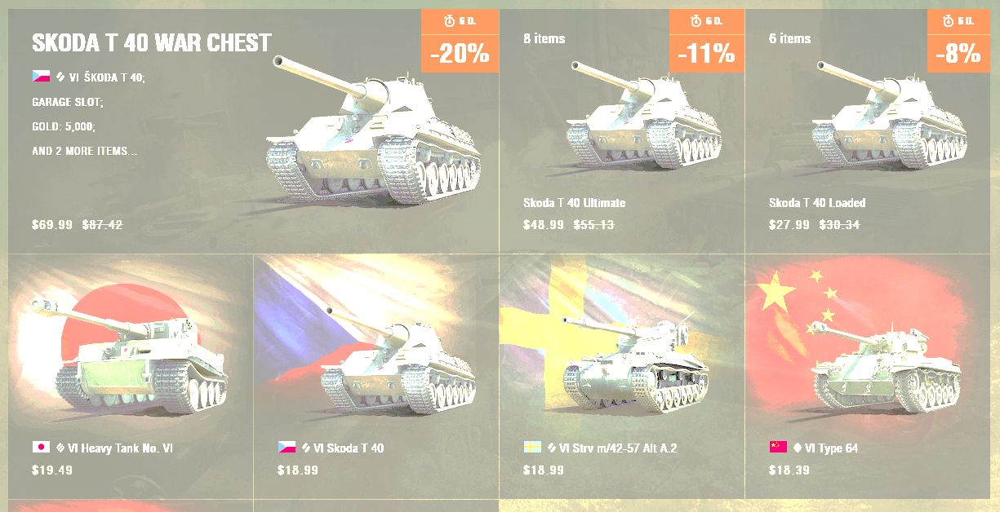 SKODA T 40 WAR CHEST
VI ŠKODA T 40;
GARAGE SLOT;
GOLD: 5,000;
AND 2 MORE ITEMS...
$69.99 $87.42
6 D.
-20%
8 items
6 D.
-11%
Skoda T 40 Ultimate
$48.99 $55.13
6 items
6 D.
-8%
Skoda T 40 Loaded
$27.99 $30.34
VI Heavy Tank No. VI
$19.49
VI Skoda T 40
$18.99
VI Strv m/42-57 Alt A.2
$18.99
VI Type 64
$18.39